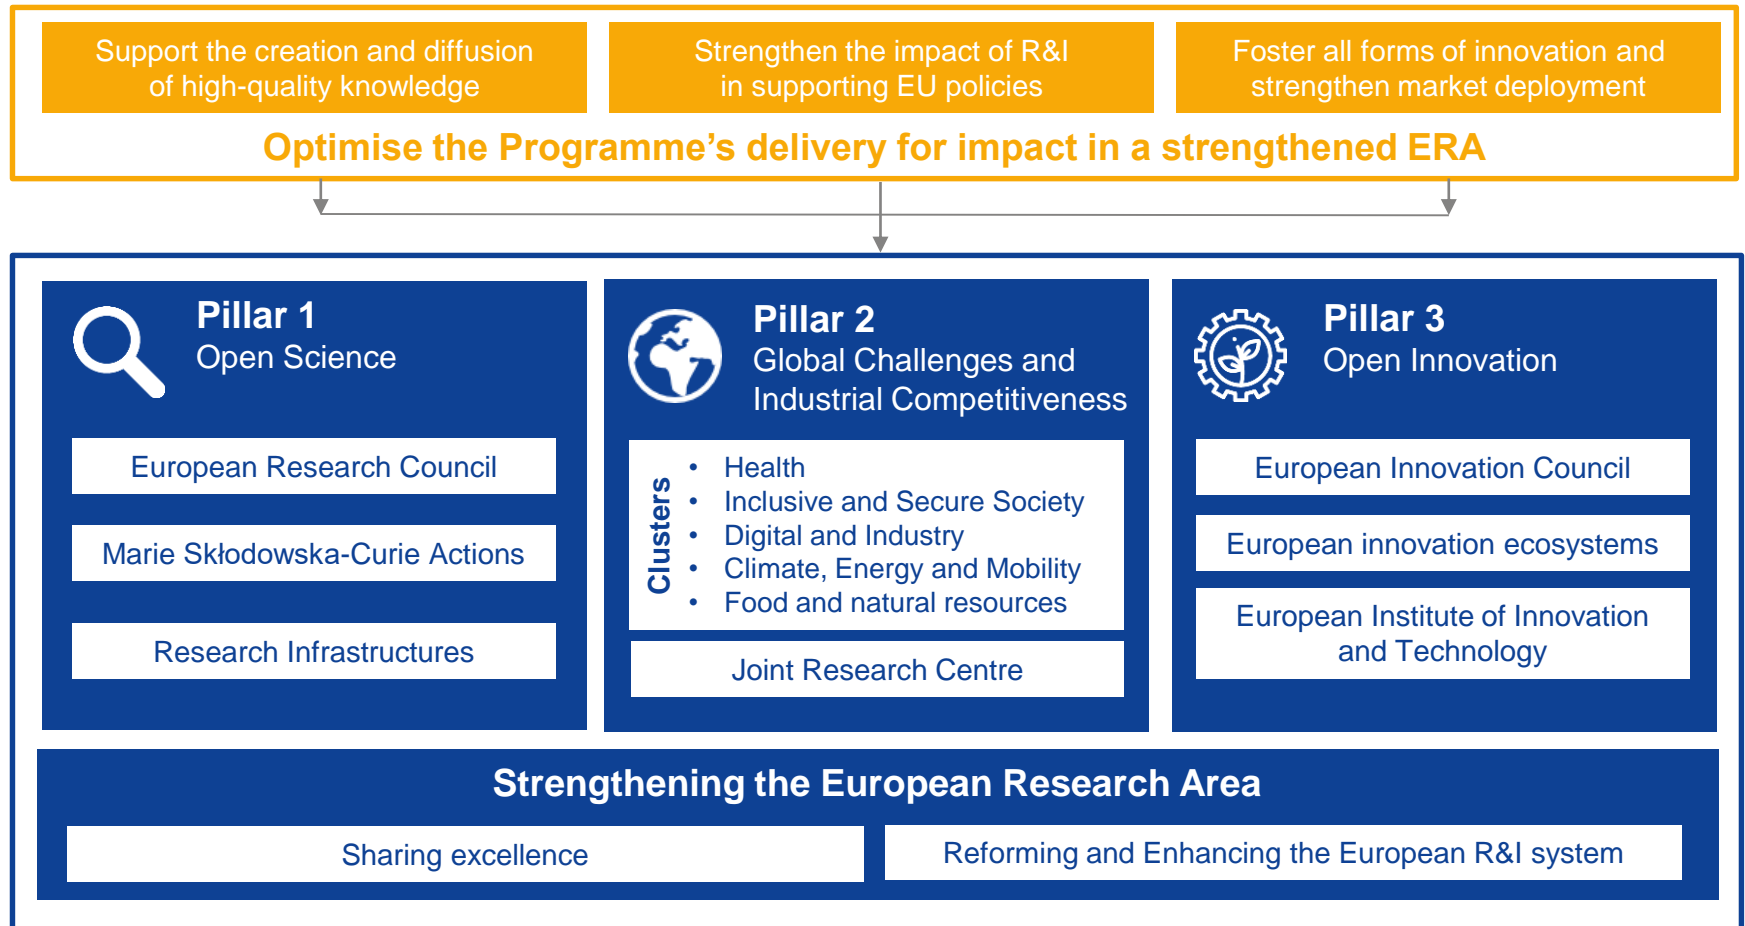 Support the creation and diffusion
of high-quality knowledge
Strengthen the impact of R&I
in supporting EU policies
Foster all forms of innovation and
strengthen market deployment
Optimise the Programme’s delivery for impact in a strengthened ERA
Pillar 1
Open Science
European Research Council
Marie Skłodowska-Curie Actions
Research Infrastructures
Pillar 2
Global Challenges and
Industrial Competitiveness
Clusters
• Health
• Inclusive and Secure Society
• Digital and Industry
• Climate, Energy and Mobility
• Food and natural resources
Joint Research Centre
Pillar 3
Open Innovation
European Innovation Council
European innovation ecosystems
European Institute of Innovation
and Technology
Strengthening the European Research Area
Sharing excellence
Reforming and Enhancing the European R&I system